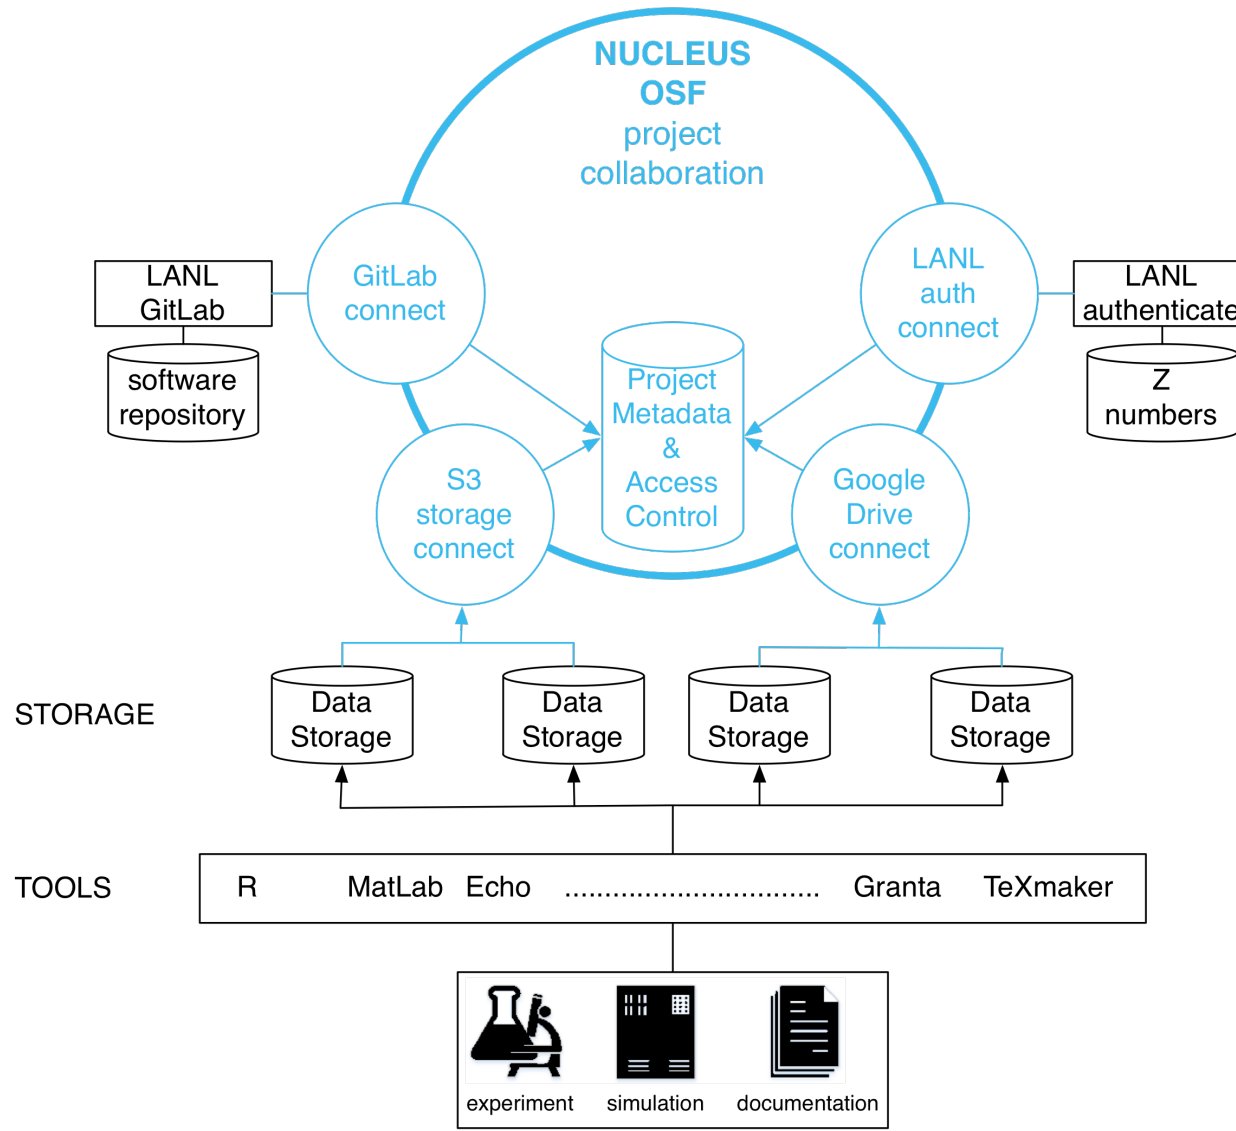 NUCLEUS
OSF
project
collaboration
GitLab
connect
LANL
auth
connect
LANL
GitLab
software
repository
LANL
authenticate
Z
numbers
Project
Metadata
&
Access
Control
S3
storage
connect
Google
Drive
connect
STORAGE
Data
Storage
Data
Storage
Data
Storage
Data
Storage
TOOLS
R MatLab Echo ................................ Granta TeXmaker
experiment simulation documentation